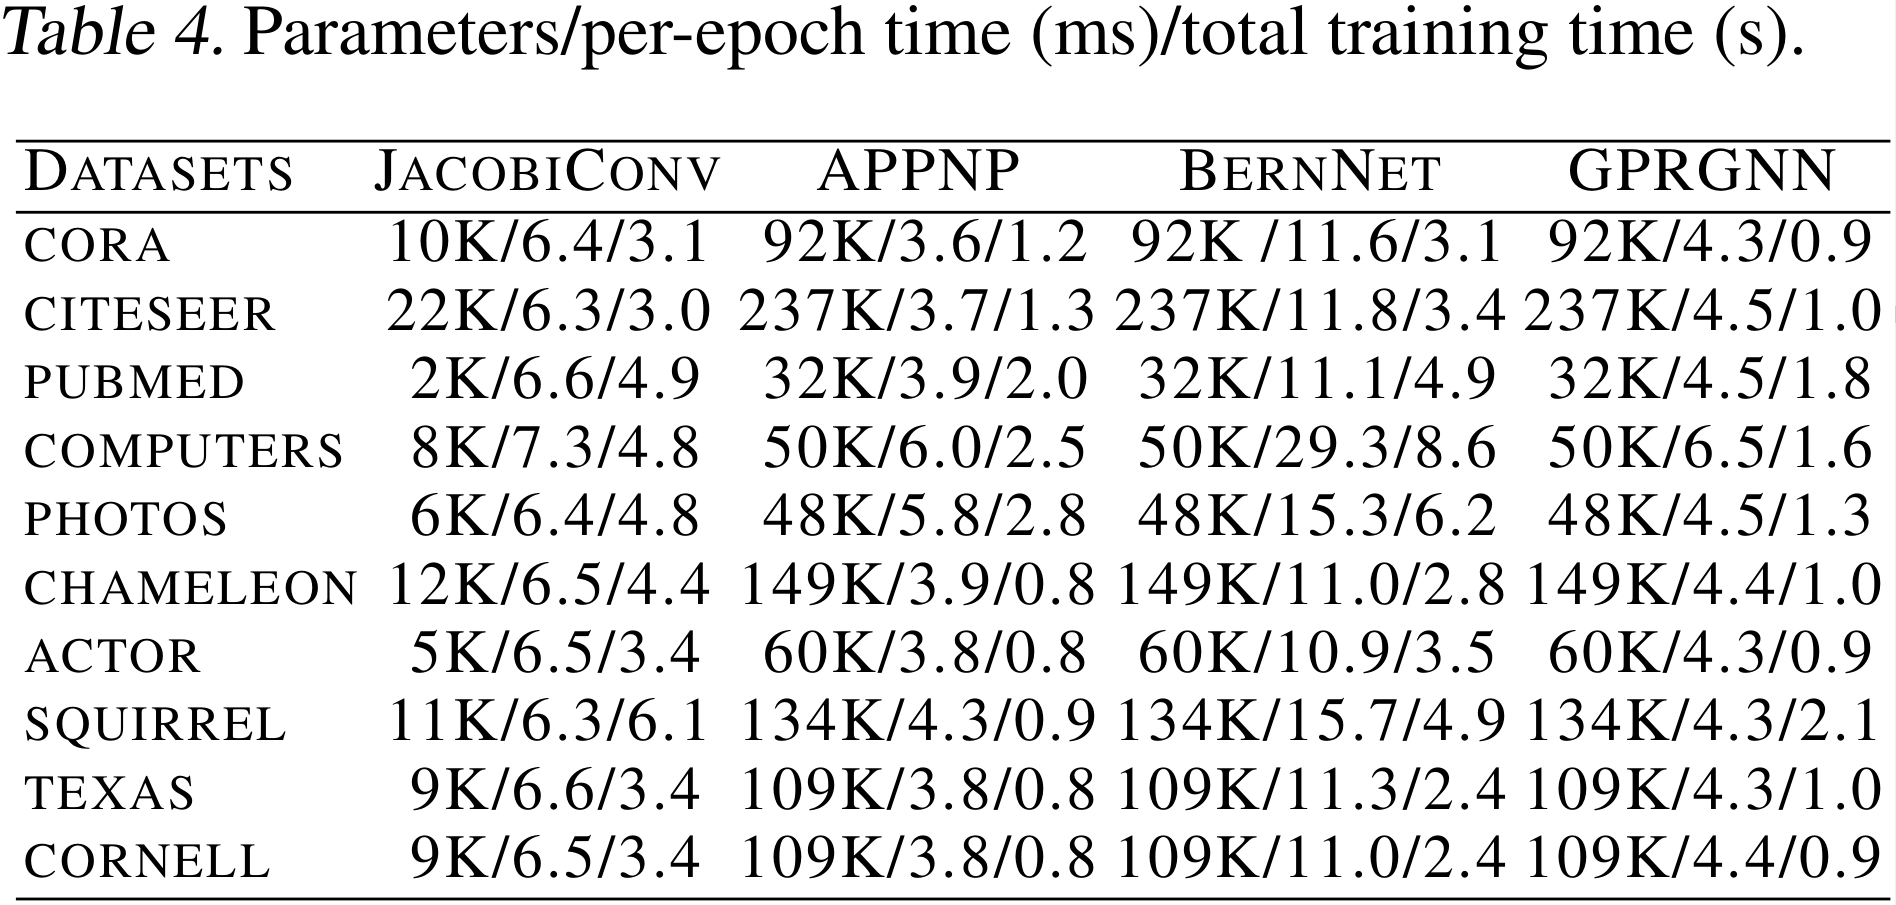 Table 4. Parameters/per-epoch time (ms)/total training time (s).
DATASETS JACOBICONV APPNP BERNNET GPRGNN
CORA 10K/6.4/3.1 92K/3.6/1.2 92K /11.6/3.1 92K/4.3/0.9
CITESEER 22K/6.3/3.0 237K/3.7/1.3 237K/11.8/3.4 237K/4.5/1.0
PUBMED 2K/6.6/4.9 32K/3.9/2.0 32K/11.1/4.9 32K/4.5/1.8
COMPUTERS 8K/7.3/4.8 50K/6.0/2.5 50K/29.3/8.6 50K/6.5/1.6
PHOTOS 6K/6.4/4.8 48K/5.8/2.8 48K/15.3/6.2 48K/4.5/1.3
CHAMELEON 12K/6.5/4.4 149K/3.9/0.8 149K/11.0/2.8 149K/4.4/1.0
ACTOR 5K/6.5/3.4 60K/3.8/0.8 60K/10.9/3.5 60K/4.3/0.9
SQUIRREL 11K/6.3/6.1 134K/4.3/0.9 134K/15.7/4.9 134K/4.3/2.1
TEXAS 9K/6.6/3.4 109K/3.8/0.8 109K/11.3/2.4 109K/4.3/1.0
CORNELL 9K/6.5/3.4 109K/3.8/0.8 109K/11.0/2.4 109K/4.4/0.9